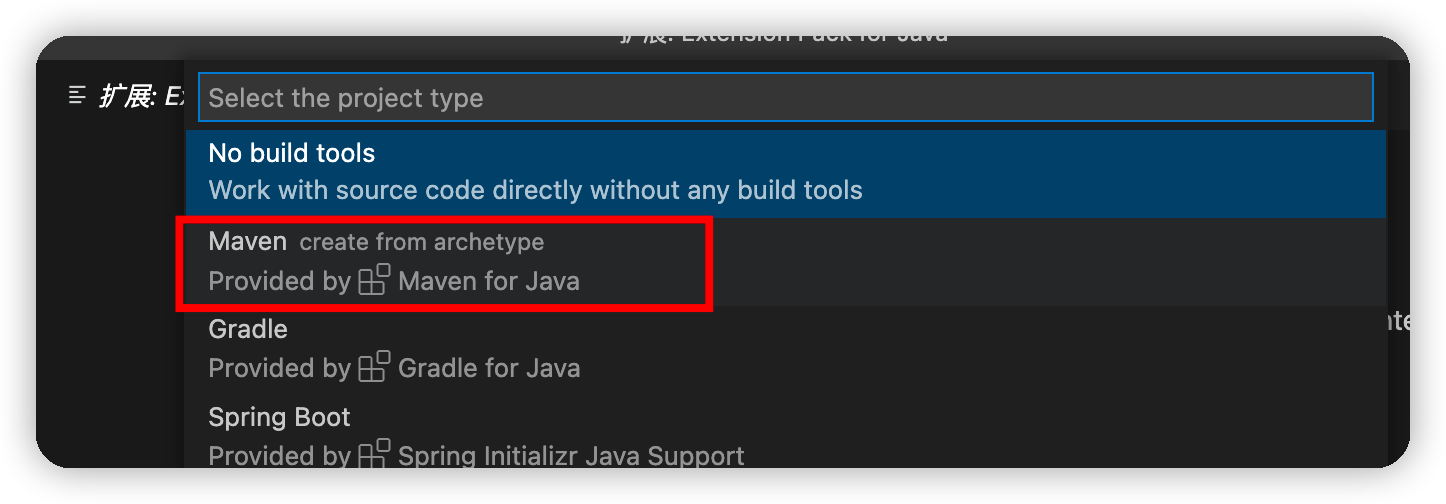 扩展: Extension Pack for Java
扩展: Ex
Select the project type
No build tools
Work with source code directly without any build tools
Maven create from archetype
Provided by Maven for Java
nte
Gradle
Provided by Gradle for Java
Spring Boot
Provided by Spring Initializr Java Support